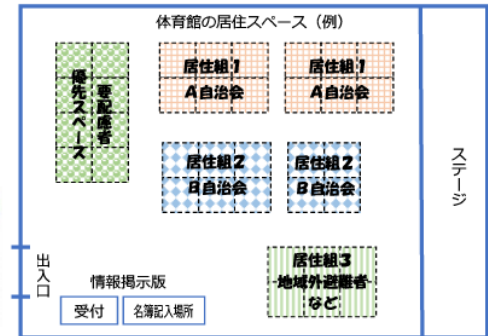 体育館の居住スペース（例）
要配慮者
優先スペース
居住組1
A自治会
居住組1
A自治会
居住組2
B自治会
居住組2
B自治会
居住組3
地域外避難者
など
ステージ
出入口
情報掲示版
受付
名簿記入場所